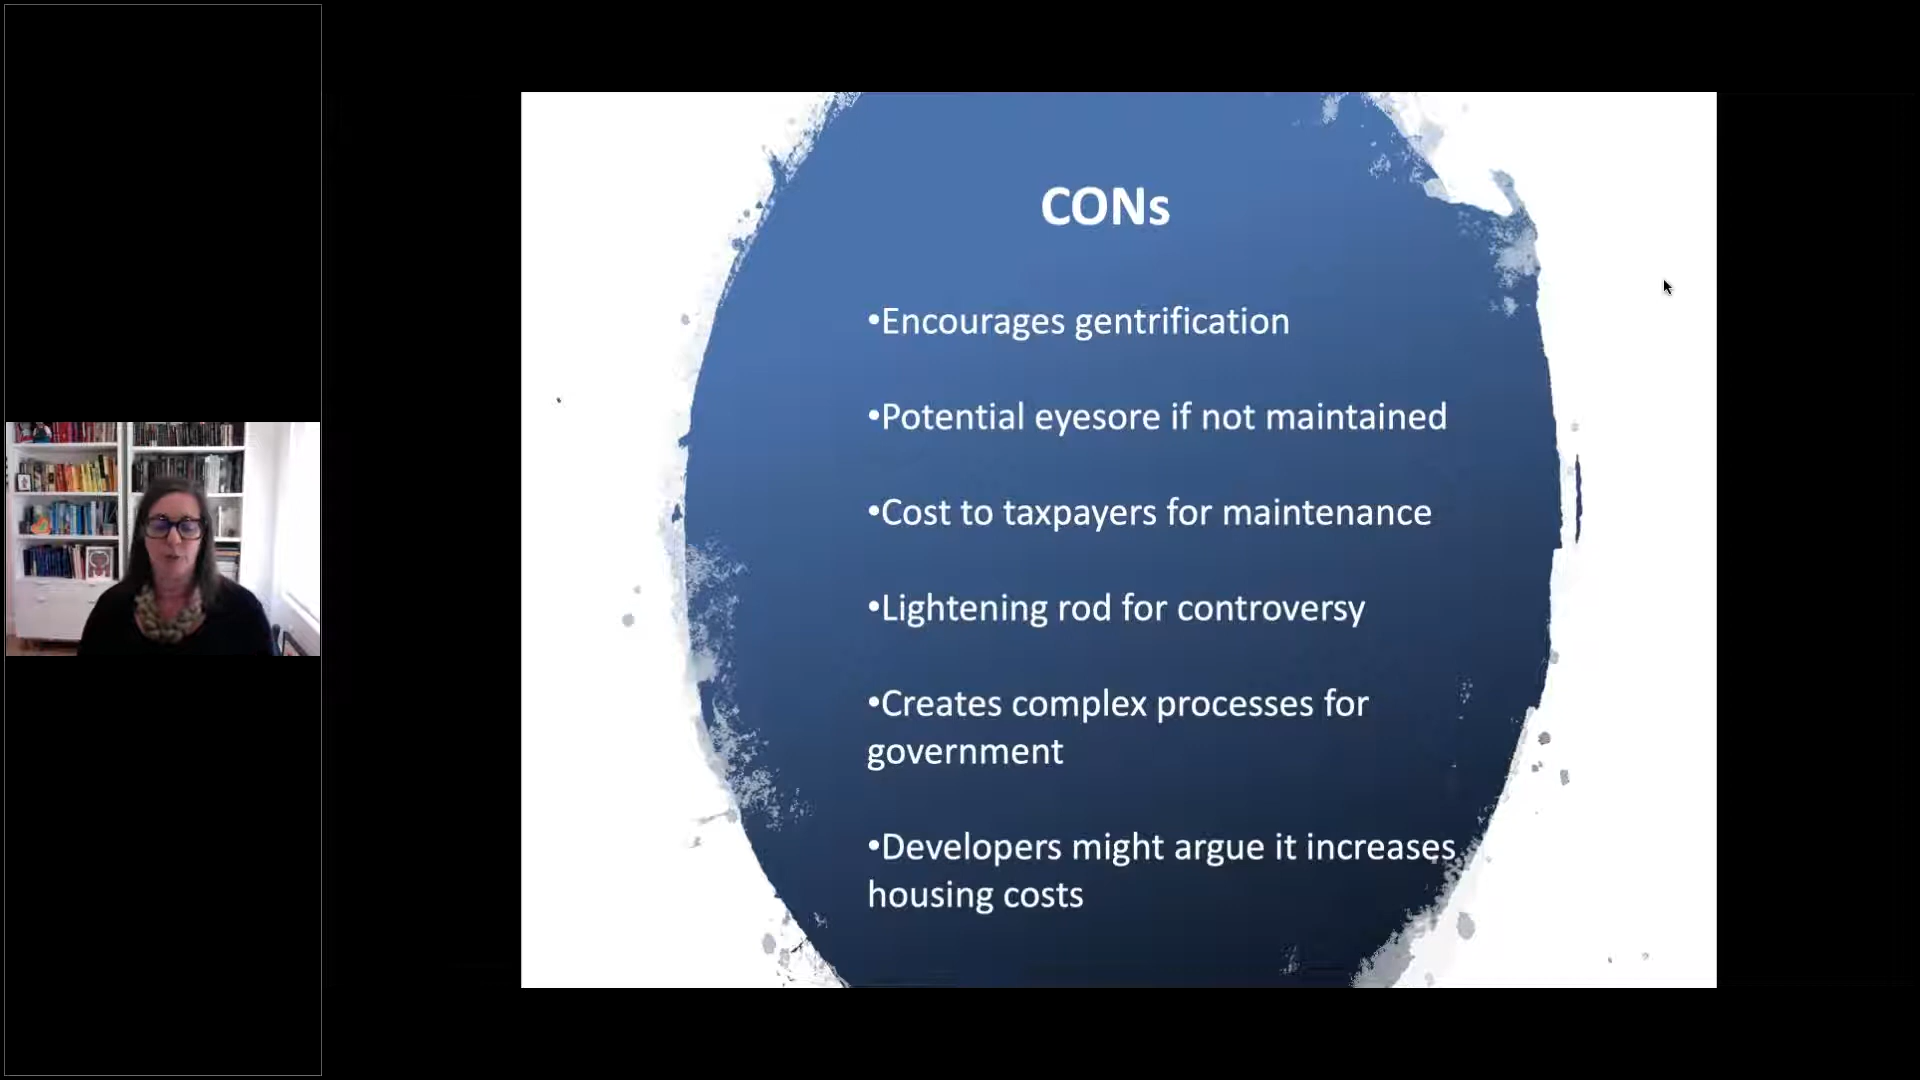 CONs
•Encourages gentrification
•Potential eyesore if not maintained
•Cost to taxpayers for maintenance
•Lightening rod for controversy
•Creates complex processes for
government
•Developers might argue it increases
housing costs